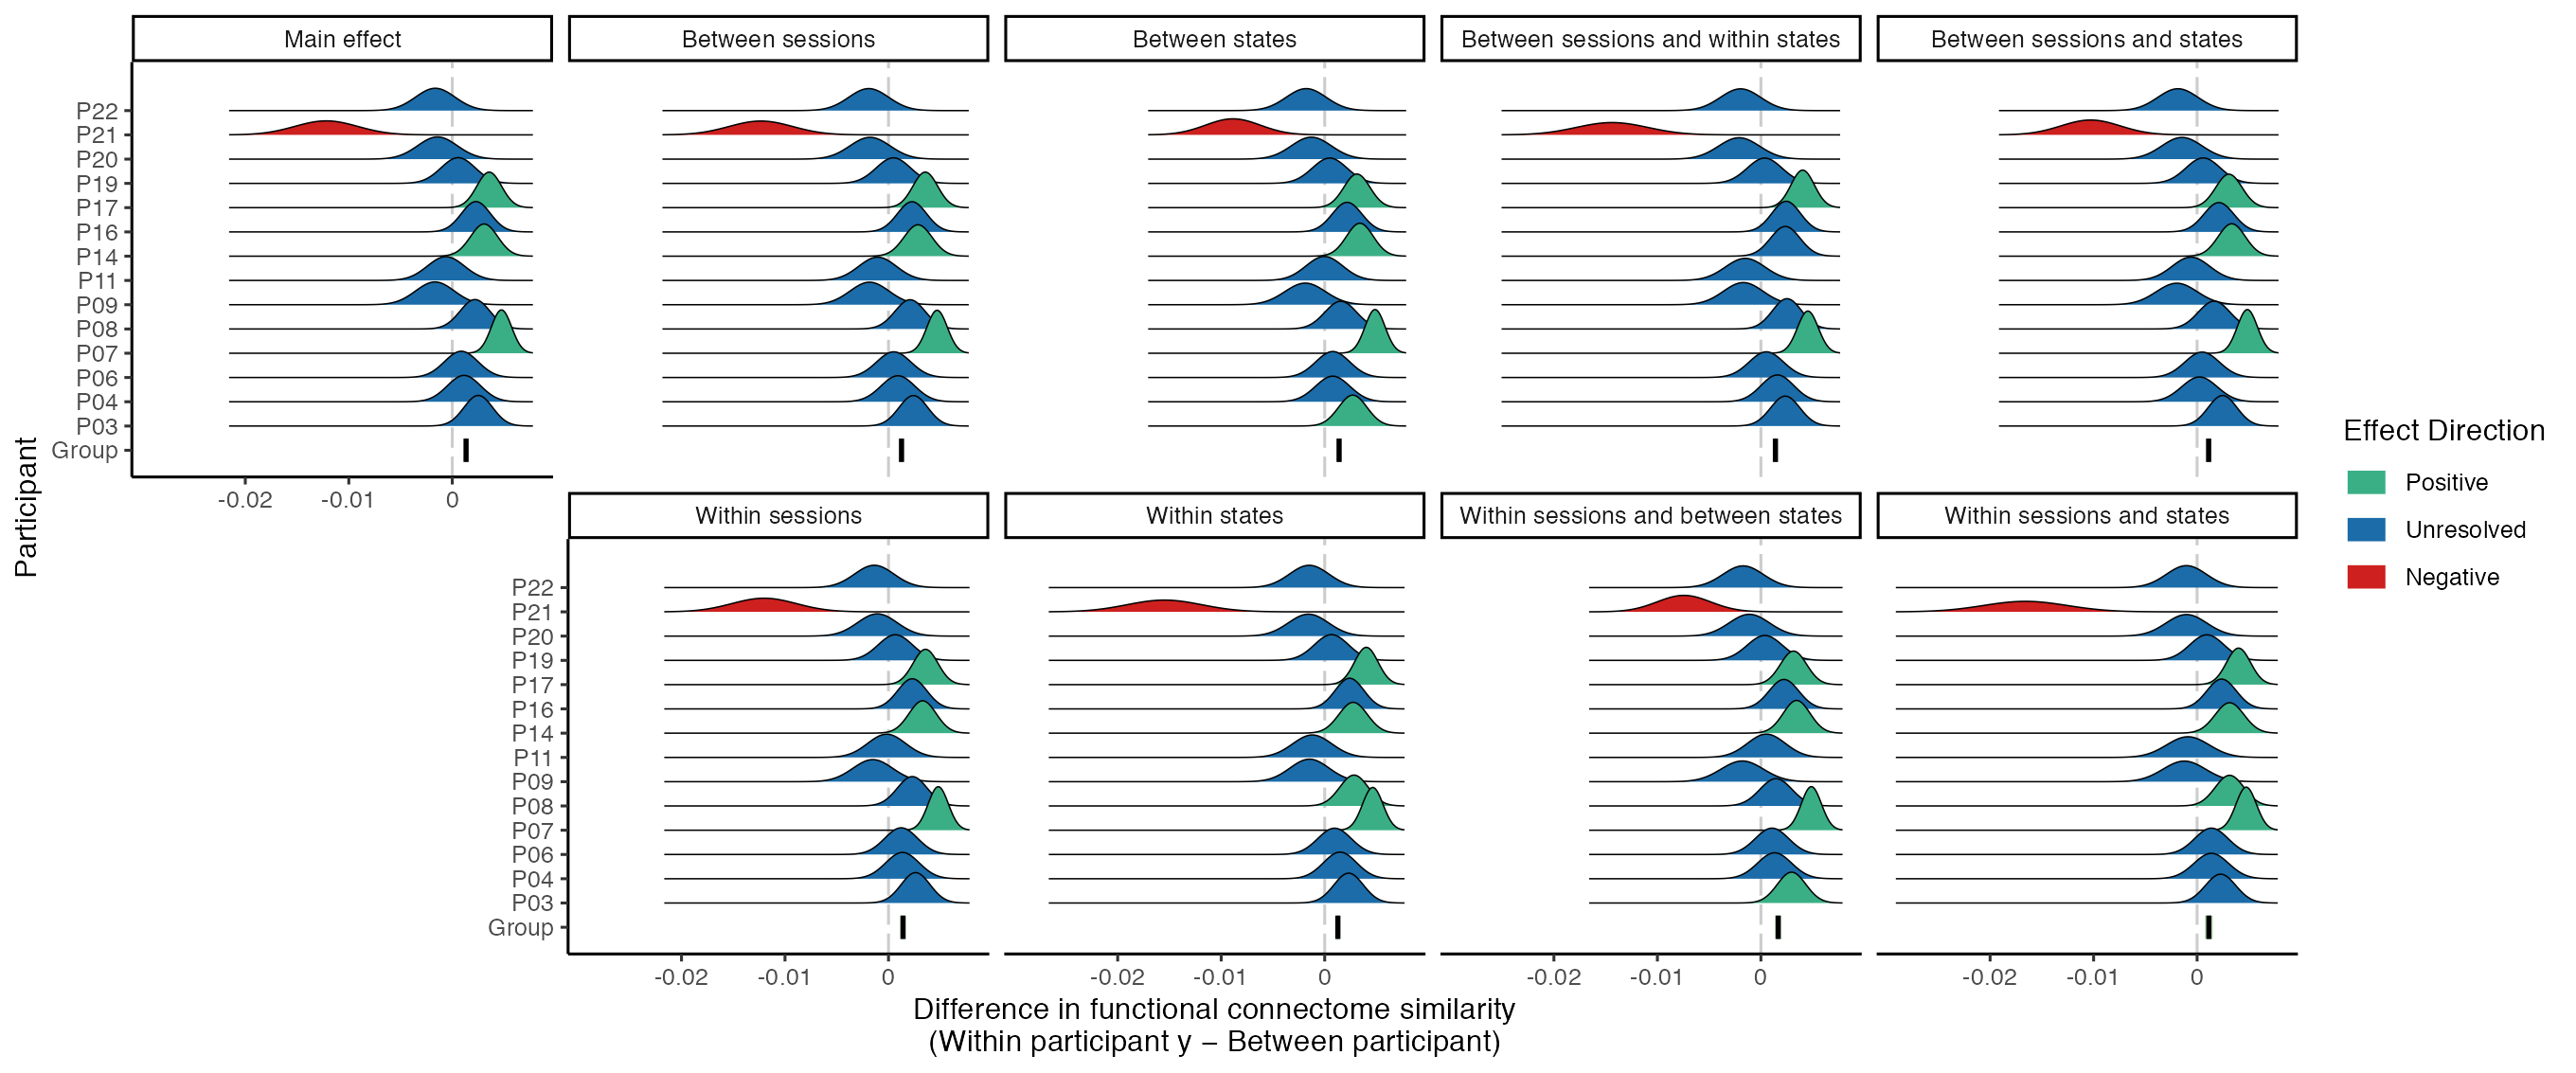 Main effect
Between sessions
Between states
Between sessions and within states
Between sessions and states
P22
P21
P20
P19
P17
P16
P14
P11
P09
P08
P07
P06
P04
P03
Group
-0.02 -0.01 0
Participant
Within sessions
Within states
Within sessions and between states
Within sessions and states
P22
P21
P20
P19
P17
P16
P14
P11
P09
P08
P07
P06
P04
P03
Group
-0.02 -0.01 0
-0.02 -0.01 0
-0.02 -0.01 0
-0.02 -0.01 0
Difference in functional connectome similarity
(Within participant y – Between participant)
Effect Direction
Positive
Unresolved
Negative